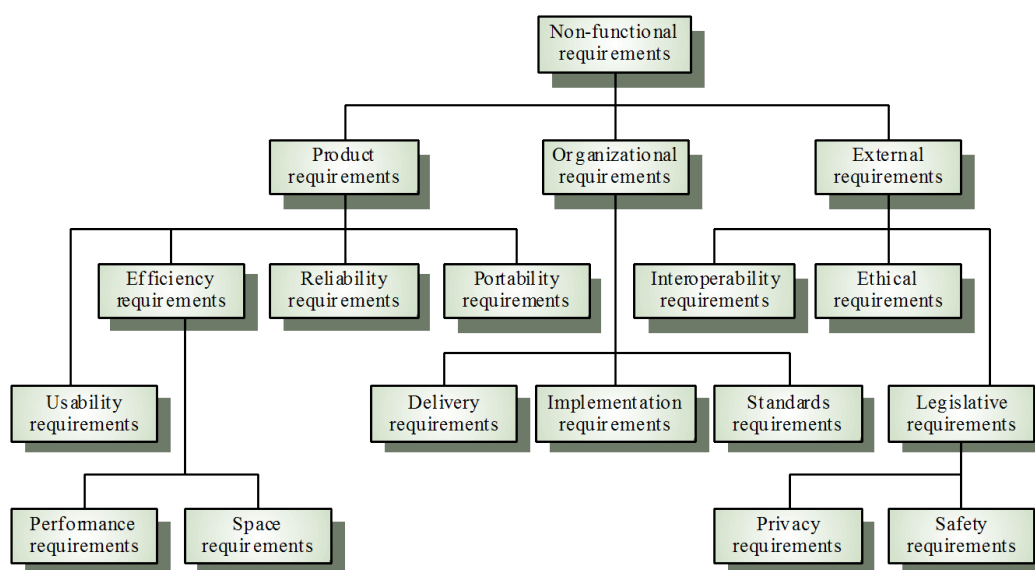 Non-functional
requirements
Product
requirements
Organizational
requirements
External
requirements
Efficiency
requirements
Reliability
requirements
Portability
requirements
Interoperability
requirements
Ethical
requirements
Usability
requirements
Delivery
requirements
Implementation
requirements
Standards
requirements
Legislative
requirements
Performance
requirements
Space
requirements
Privacy
requirements
Safety
requirements